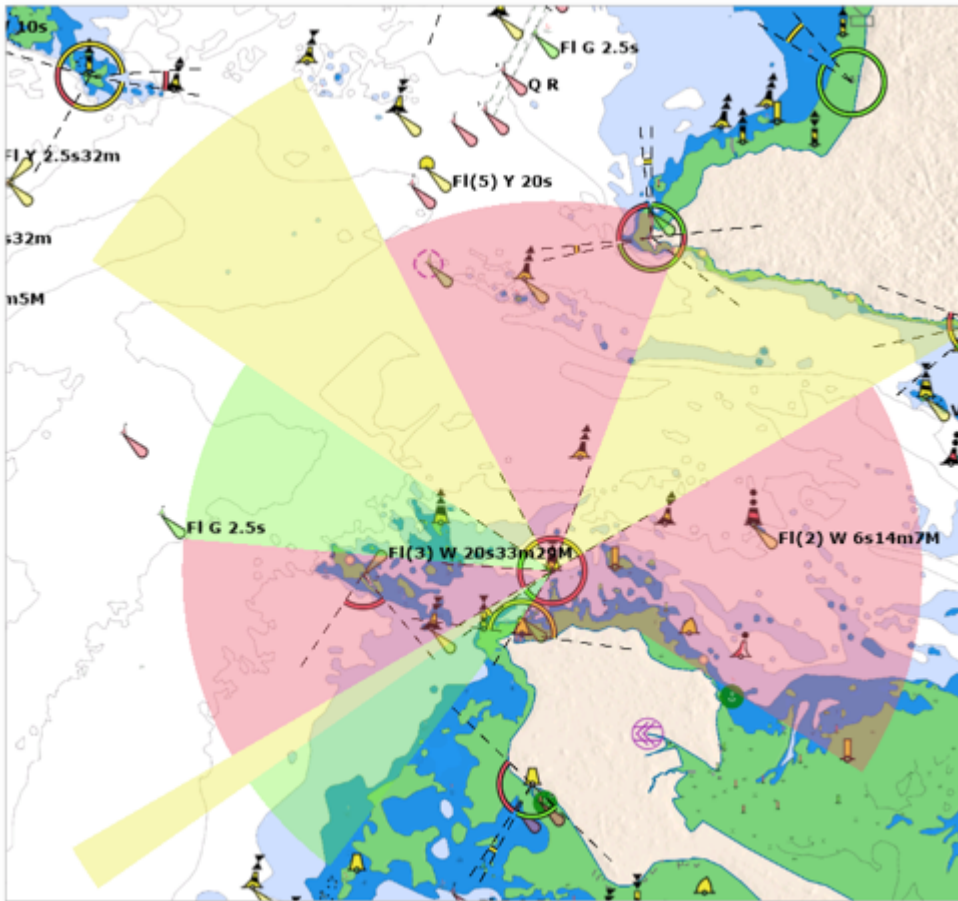 10s
Fl G 2.5s
Q R
Fl Y 2.5s32m
Fl(5) Y 20s
s32m
m5M
Fl G 2.5s
Fl(3) W 20s33m29M
Fl(2) W 6s14m7M